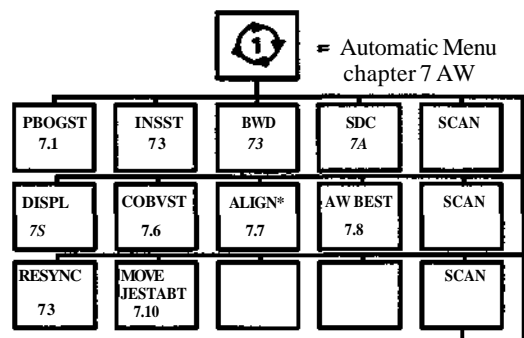 1
= Automatic Menu
chapter 7 AW
PBOGST INSST BWD SDC SCAN
7.1 73 73 7A
DISPL COBVST ALIGN* AW BEST SCAN
7S 7.6 7.7 7.8
RESYNC MOVE SCAN
JESTABT
73 7.10